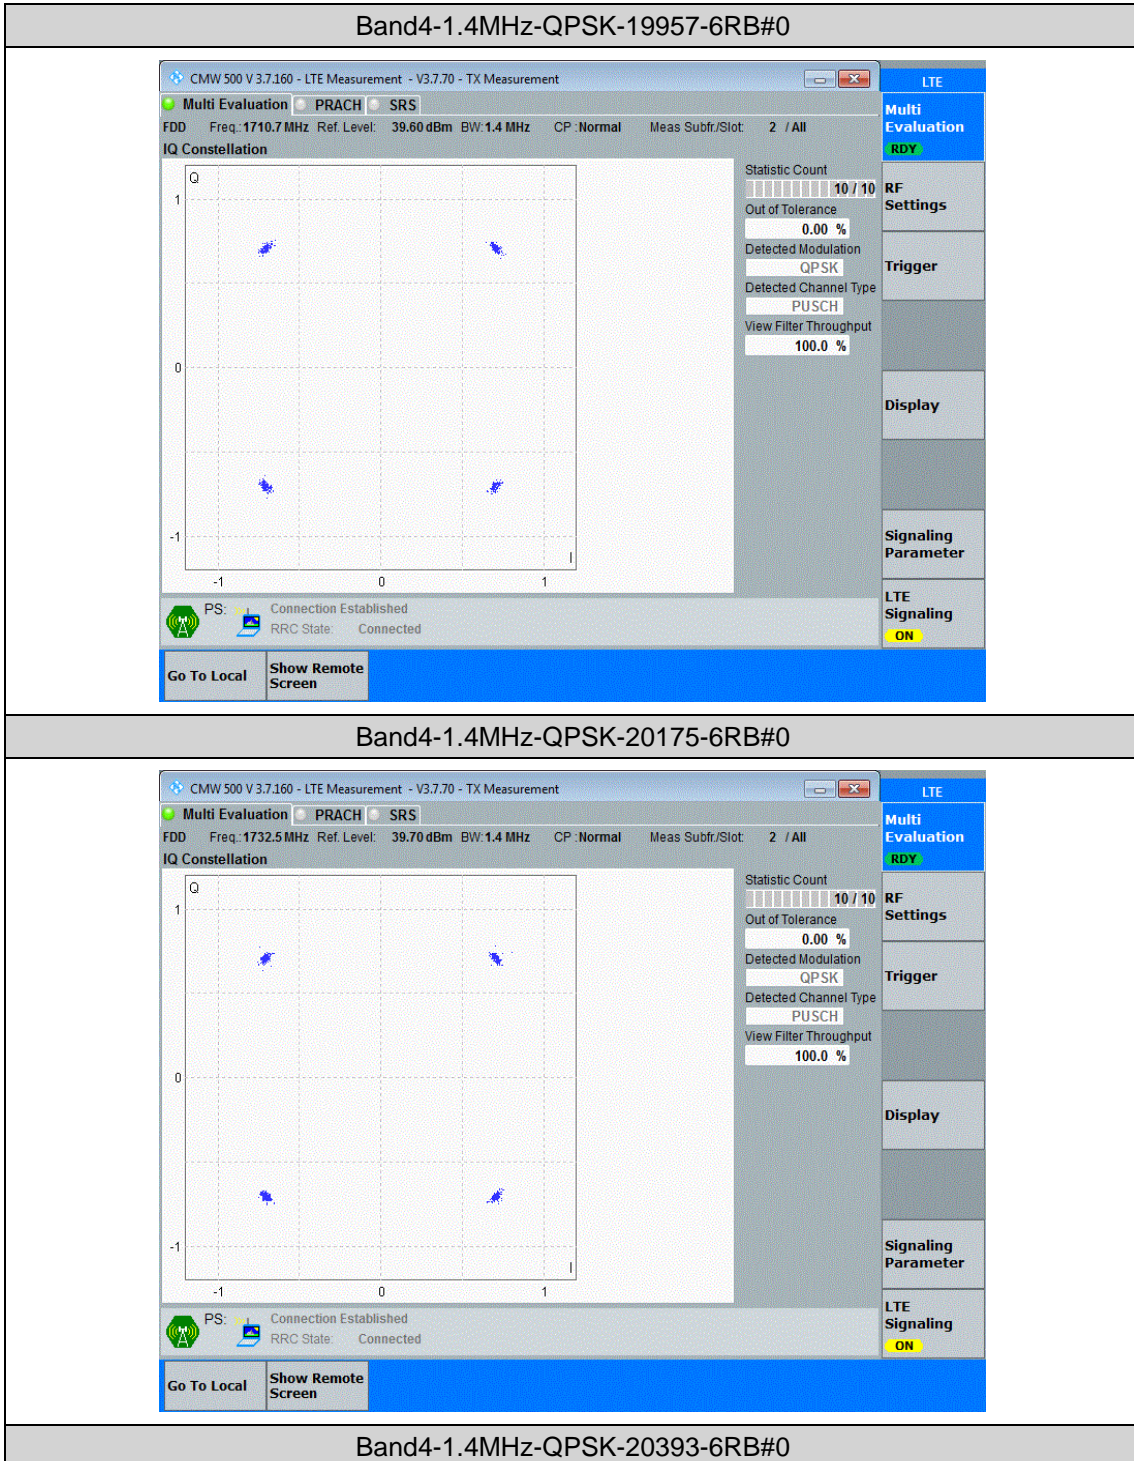 Band4-1.4MHz-QPSK-19957-6RB#0
CMW 500 V 3.7.160 - LTE Measurement - V3.7.70 - TX Measurement
LTE
Multi Evaluation PRACH SRS
Multi
Evaluation
RDY
FDD Freq.:1710.7 MHz Ref. Level: 39.60 dBm BW:1.4 MHz CP :Normal Meas Subfr./Slot: 2 / All
IQ Constellation
Q
1
0
-1
-1 0 1
I
Statistic Count
10 / 10
Out of Tolerance
0.00 %
Detected Modulation
QPSK
Detected Channel Type
PUSCH
View Filter Throughput
100.0 %
RF
Settings
Trigger
Display
Signaling
Parameter
LTE
Signaling
ON
PS: Connection Established
RRC State: Connected
Go To Local
Show Remote
Screen
Band4-1.4MHz-QPSK-20175-6RB#0
CMW 500 V 3.7.160 - LTE Measurement - V3.7.70 - TX Measurement
LTE
Multi Evaluation PRACH SRS
Multi
Evaluation
RDY
FDD Freq.:1732.5 MHz Ref. Level: 39.70 dBm BW:1.4 MHz CP :Normal Meas Subfr./Slot: 2 / All
IQ Constellation
Q
1
0
-1
-1 0 1
I
Statistic Count
10 / 10
Out of Tolerance
0.00 %
Detected Modulation
QPSK
Detected Channel Type
PUSCH
View Filter Throughput
100.0 %
RF
Settings
Trigger
Display
Signaling
Parameter
LTE
Signaling
ON
PS: Connection Established
RRC State: Connected
Go To Local
Show Remote
Screen
Band4-1.4MHz-QPSK-20393-6RB#0